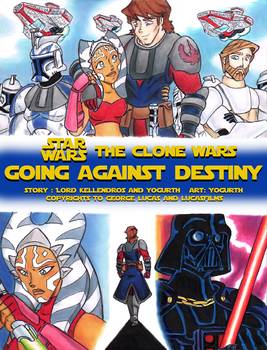 STAR WARS THE CLONE WARS
GOING AGAINST DESTINY
STORY : LORD KELLENDROS AND YOGURTH ART: YOGURTH
COPYRIGHTS TO GEORGE LUCAS AND LUCASFILMS